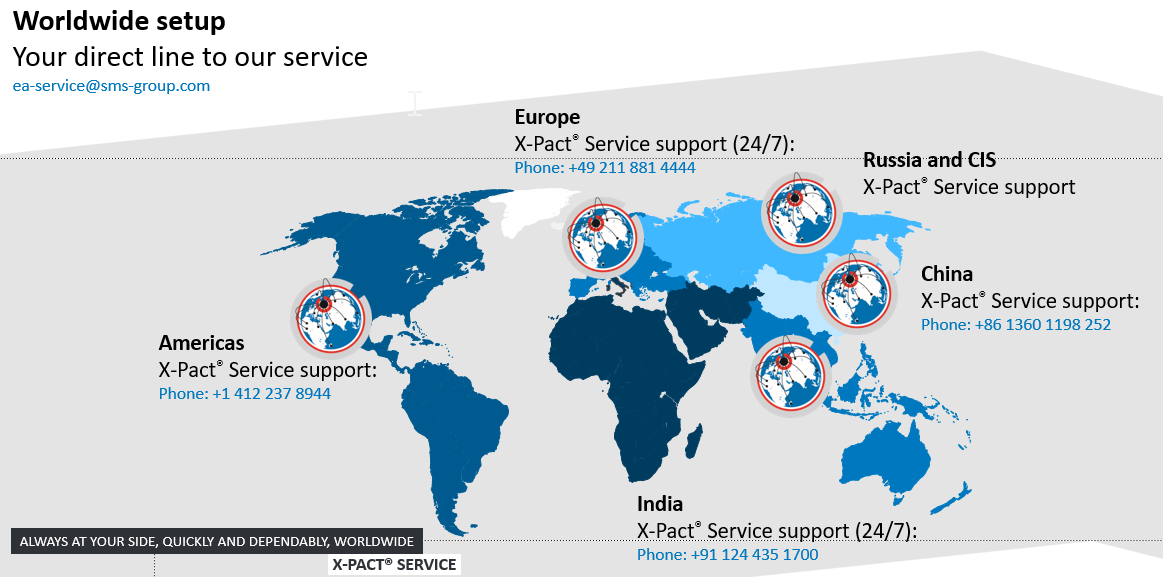 Worldwide setup
Your direct line to our service
ea-service@sms-group.com
Europe
X-Pact® Service support (24/7):
Phone: +49 211 881 4444
Russia and CIS
X-Pact® Service support
China
X-Pact® Service support:
Phone: +86 1360 1198 252
Americas
X-Pact® Service support:
Phone: +1 412 237 8944
India
X-Pact® Service support (24/7):
Phone: +91 124 435 1700
ALWAYS AT YOUR SIDE, QUICKLY AND DEPENDABLY, WORLDWIDE
X-PACT® SERVICE